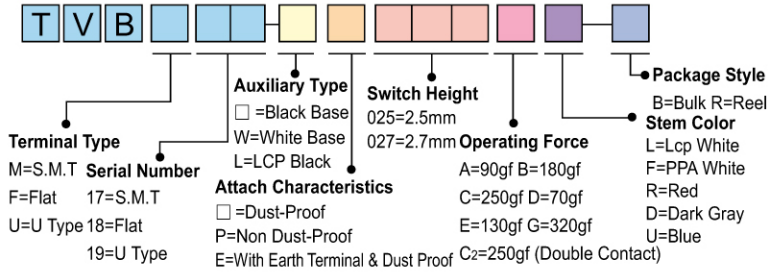 TVB
Auxiliary Type
□ =Black Base
W=White Base
L=LCP Black
Switch Height
025=2.5mm
027=2.7mm
Package Style
B=Bulk R=Reel
Terminal Type
M=S.M.T
F=Flat
U=U Type
Serial Number
17=S.M.T
18=Flat
19=U Type
Attach Characteristics
□ =Dust-Proof
P=Non Dust-Proof
E=With Earth Terminal & Dust Proof
Operating Force
A=90gf B=180gf
C=250gf D=70gf
E=130gf G=320gf
C2=250gf (Double Contact)
Stem Color
L=Lcp White
F=PPA White
R=Red
D=Dark Gray
U=Blue